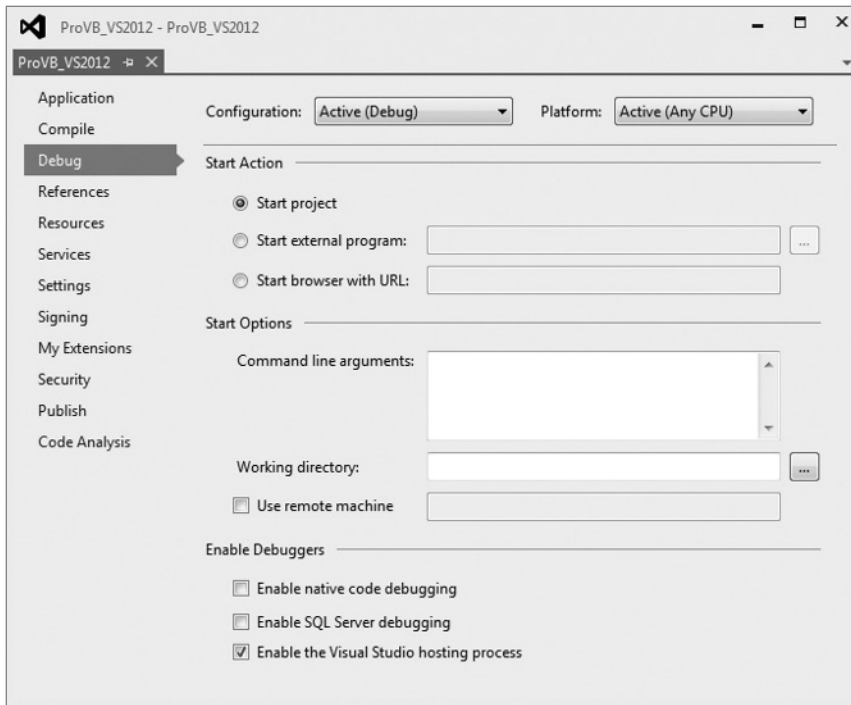 ProVB_VS2012 - ProVB_VS2012
ProVB_VS2012
Application
Compile
Debug
References
Resources
Services
Settings
Signing
My Extensions
Security
Publish
Code Analysis
Configuration: Active (Debug) Platform: Active (Any CPU)
Start Action
Start project
Start external program: ...
Start browser with URL:
Start Options
Command line arguments:
Working directory: ...
Use remote machine
Enable Debuggers
Enable native code debugging
Enable SQL Server debugging
Enable the Visual Studio hosting process